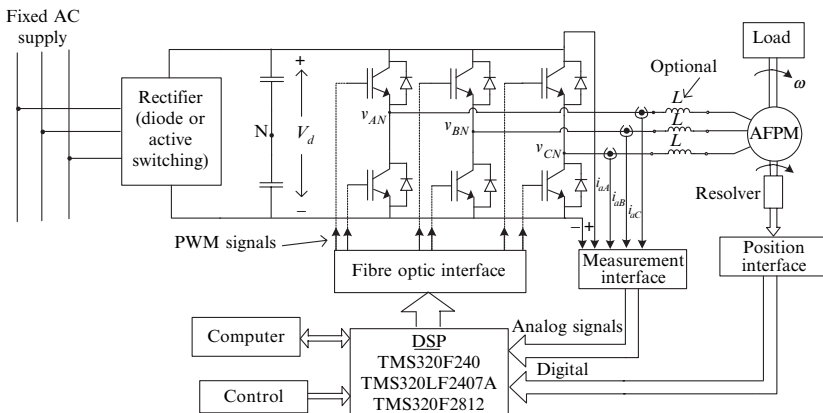 Fixed AC
supply
Rectifier
(diode or
active
switching)
N
+
V_d
−
v_AN
v_BN
v_CN
Optional
L
L
L
Load
ω
AFPM
Resolver
i_aA
i_aB
i_aC
− +
PWM signals
Fibre optic interface
Measurement
interface
Position
interface
Computer
Control
DSP
TMS320F240
TMS320LF2407A
TMS320F2812
Analog signals
Digital